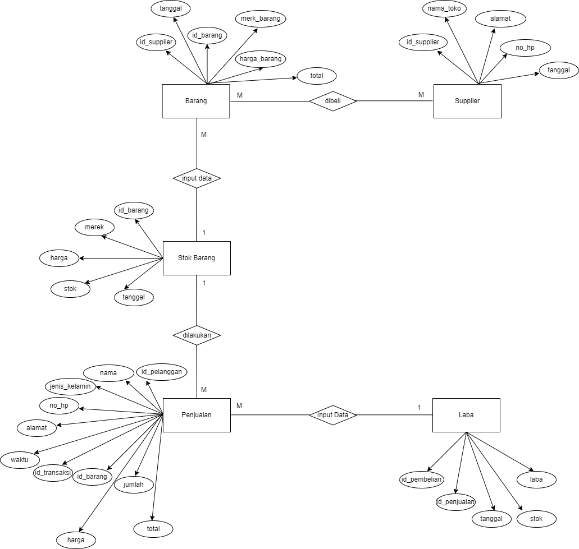 tanggal
id_supplier
id_barang
merk_barang
harga_barang
total
nama_toko
alamat
id_supplier
no_hp
tanggal
Barang
M
dibeli
M
Supplier
M
input data
1
id_barang
merek
harga
stok
tanggal
Stok Barang
1
dilakukan
M
id_pelanggan
nama
jenis_kelamin
no_hp
alamat
waktu
id_transaksi
id_barang
jumlah
harga
total
Penjualan
M
Input Data
1
Laba
id_pembelian
id_penjualan
tanggal
stok
laba